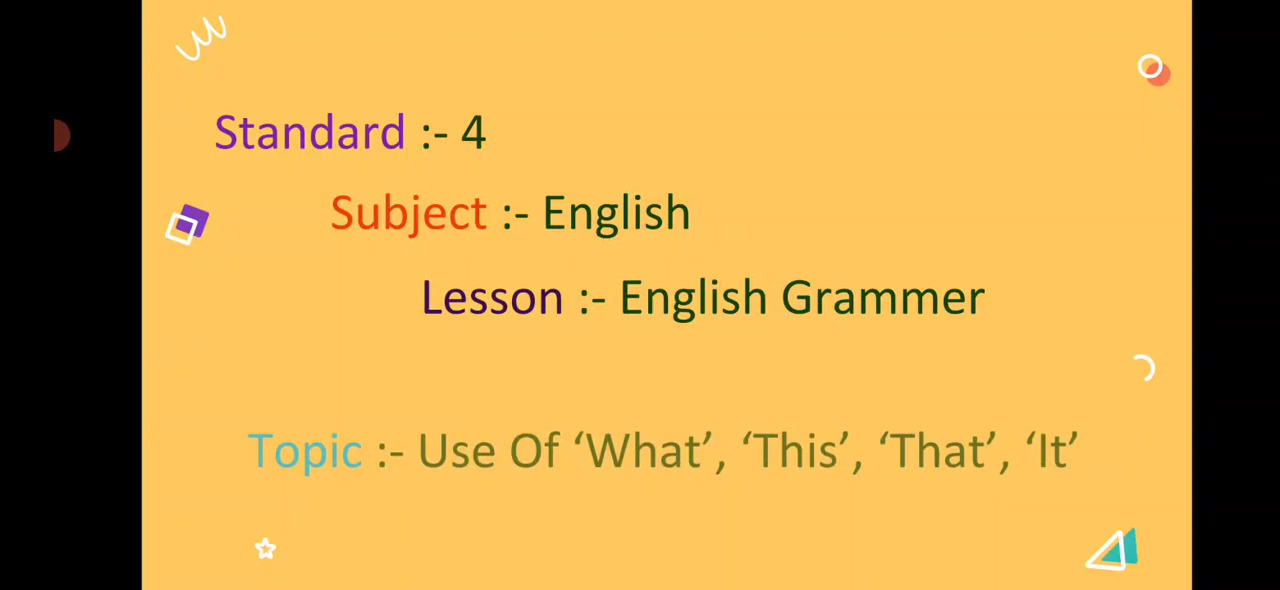 Standard :- 4
Subject :- English
Lesson :- English Grammer
Topic :- Use Of ‘What’, ‘This’, ‘That’, ‘It’